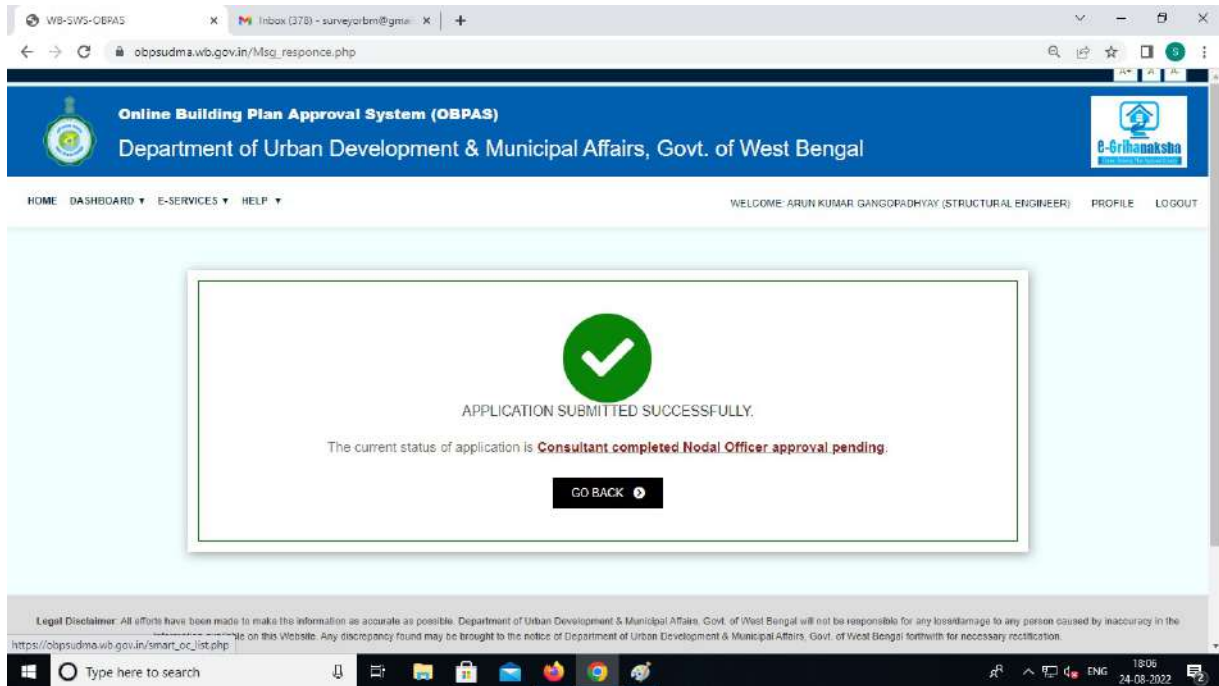 WB-SWS-OBPAS
Inbox (378) - surveyorbm@gmai
obpsudma.wb.gov.in/Msg_responce.php
S
A+ A A-
Online Building Plan Approval System (OBPAS)
Department of Urban Development & Municipal Affairs, Govt. of West Bengal
e-Grihanaksha
HOME DASHBOARD ▾ E-SERVICES ▾ HELP ▾
WELCOME: ARUN KUMAR GANGOPADHYAY (STRUCTURAL ENGINEER) PROFILE LOGOUT
APPLICATION SUBMITTED SUCCESSFULLY.
The current status of application is Consultant completed Nodal Officer approval pending.
GO BACK
Legal Disclaimer: All efforts have been made to make the information as accurate as possible. Department of Urban Development & Municipal Affairs, Govt. of West Bengal will not be responsible for any loss/damage to any person caused by inaccuracy in the
on this Website. Any discrepancy found may be brought to the notice of Department of Urban Development & Municipal Affairs, Govt. of West Bengal forthwith for necessary rectification.
https://obpsudma.wb.gov.in/smart_oc_list.php
Type here to search
ENG
18:06
24-08-2022
2